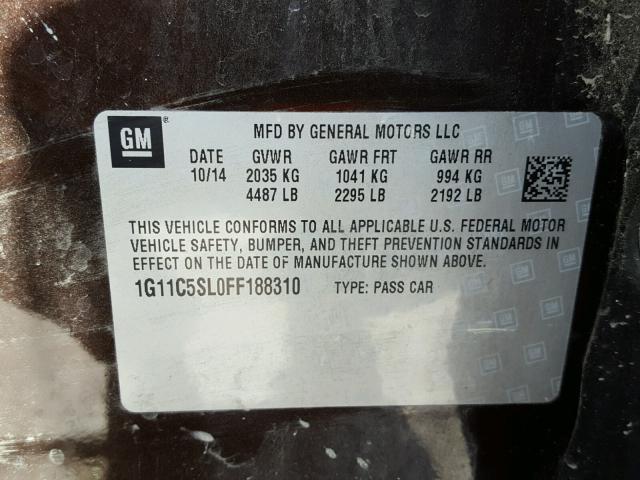 GM ®
MFD BY GENERAL MOTORS LLC
DATE GVWR GAWR FRT GAWR RR
10/14 2035 KG 1041 KG 994 KG
4487 LB 2295 LB 2192 LB
THIS VEHICLE CONFORMS TO ALL APPLICABLE U.S. FEDERAL MOTOR
VEHICLE SAFETY, BUMPER, AND THEFT PREVENTION STANDARDS IN
EFFECT ON THE DATE OF MANUFACTURE SHOWN ABOVE.
1G11C5SL0FF188310 TYPE: PASS CAR